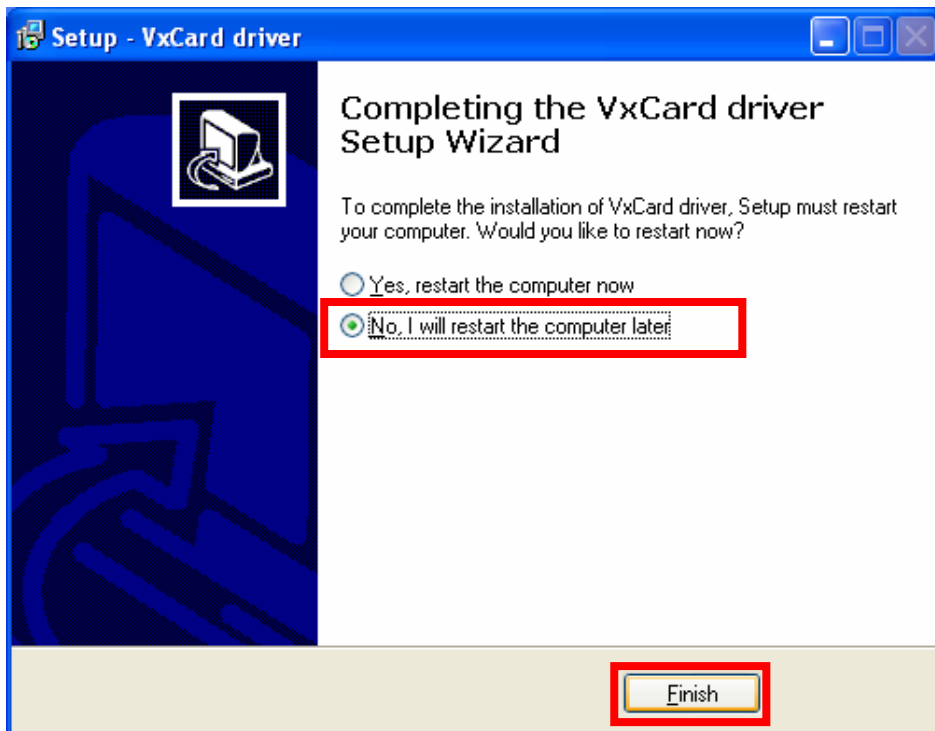 Setup - VxCard driver
Completing the VxCard driver
Setup Wizard
To complete the installation of VxCard driver, Setup must restart
your computer. Would you like to restart now?
Yes, restart the computer now
No, I will restart the computer later
Finish